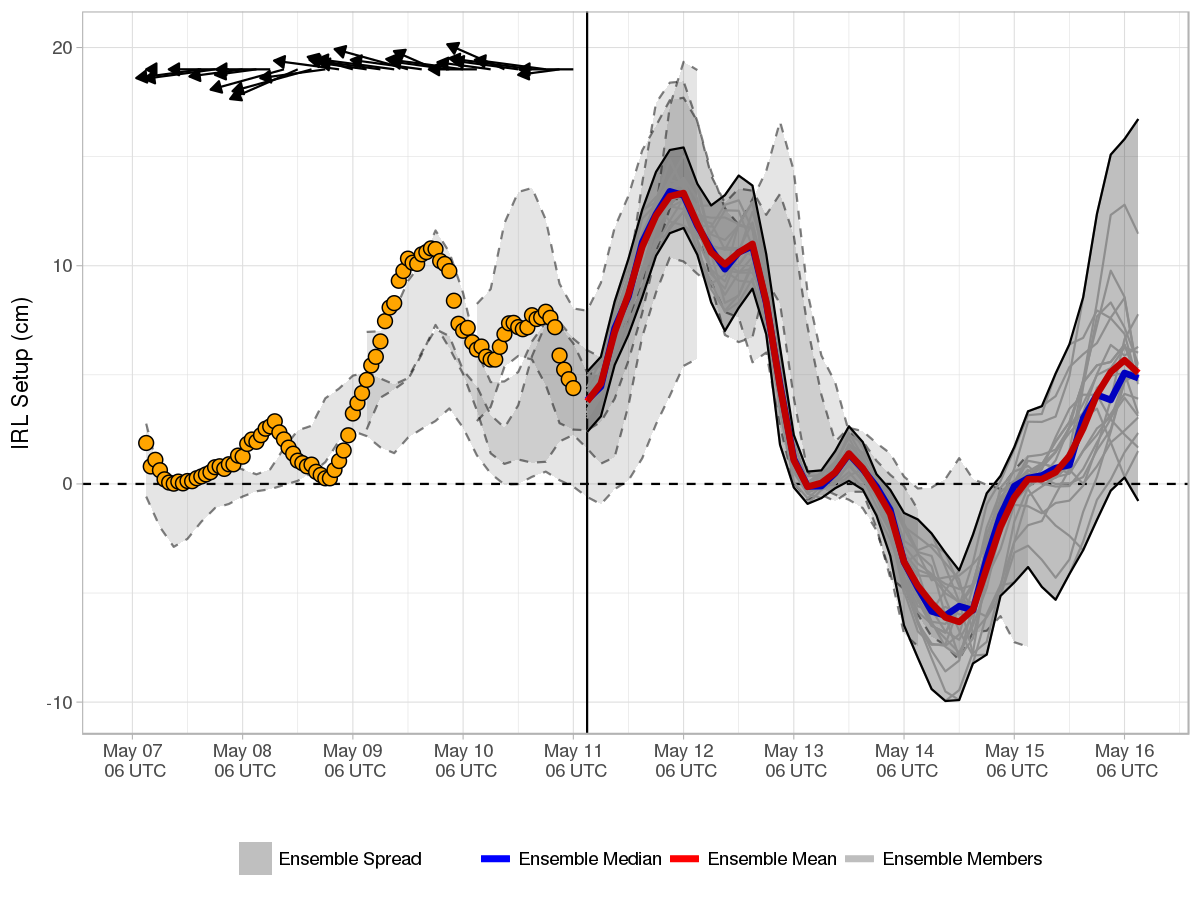 IRL Setup (cm)
20
10
0
-10
May 07
06 UTC
May 08
06 UTC
May 09
06 UTC
May 10
06 UTC
May 11
06 UTC
May 12
06 UTC
May 13
06 UTC
May 14
06 UTC
May 15
06 UTC
May 16
06 UTC
Ensemble Spread
Ensemble Median
Ensemble Mean
Ensemble Members